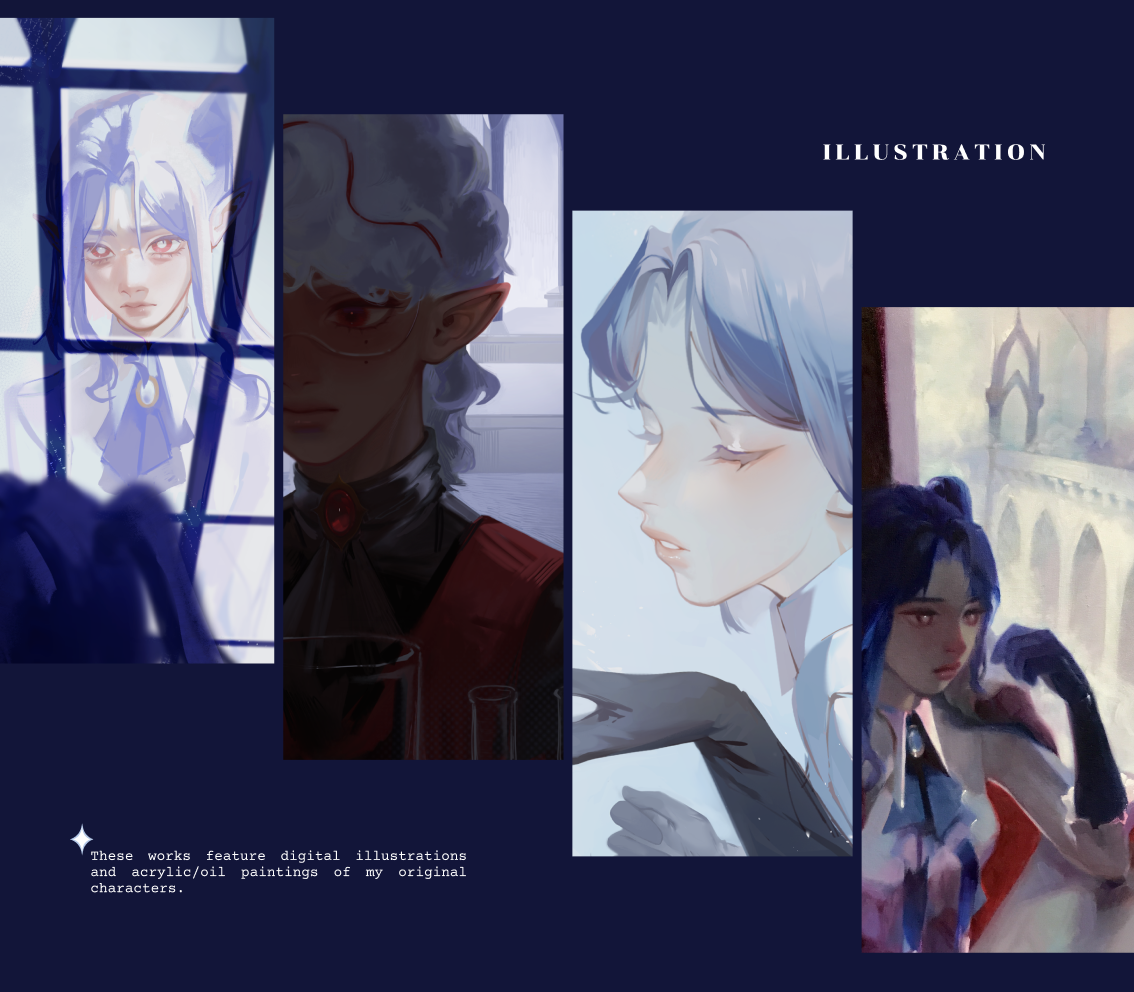 ILLUSTRATION
These works feature digital illustrations
and acrylic/oil paintings of my original
characters.